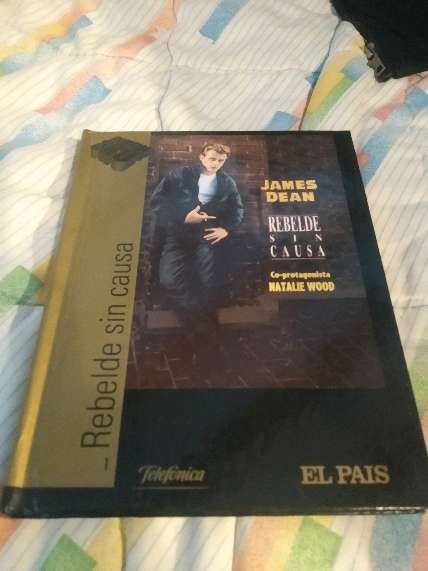 JAMES
DEAN
REBELDE
SIN
CAUSA
Co-protagonista
NATALIE WOOD
Rebelde sin causa
Telefónica
EL PAIS